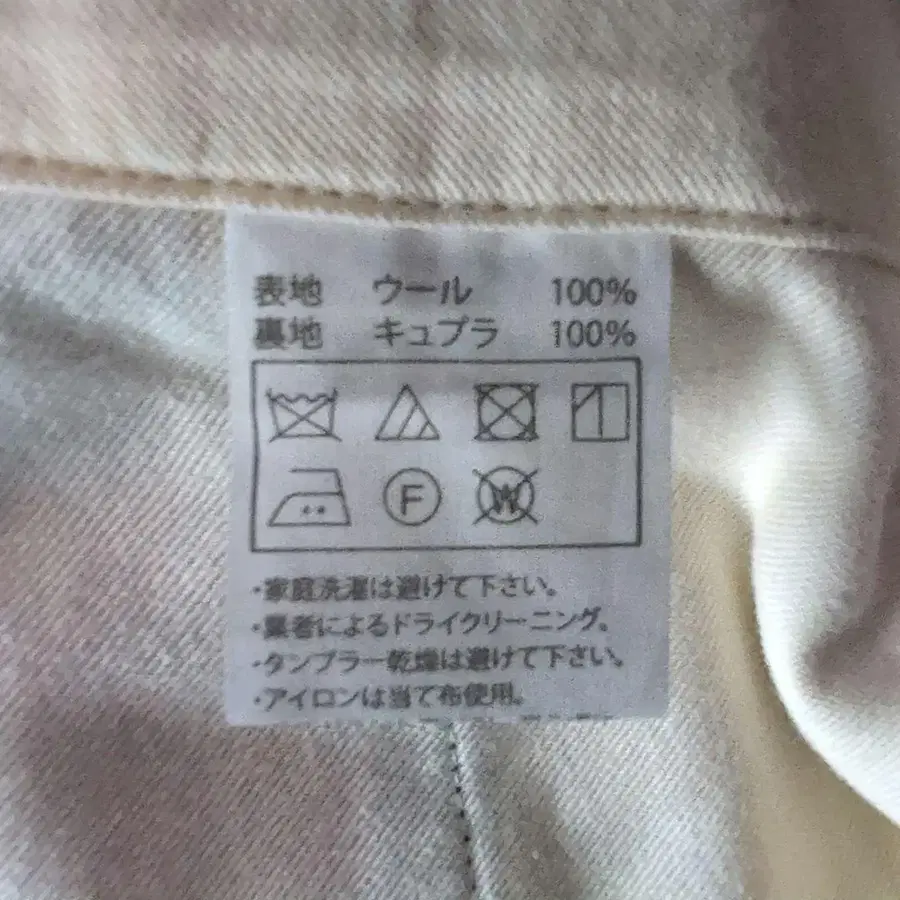 表地 ウール 100%
裏地 キュプラ 100%
F
W
・家庭洗濯は避けて下さい。
・業者によるドライクリーニング。
・タンブラー乾燥は避けて下さい。
・アイロンは当て布使用。